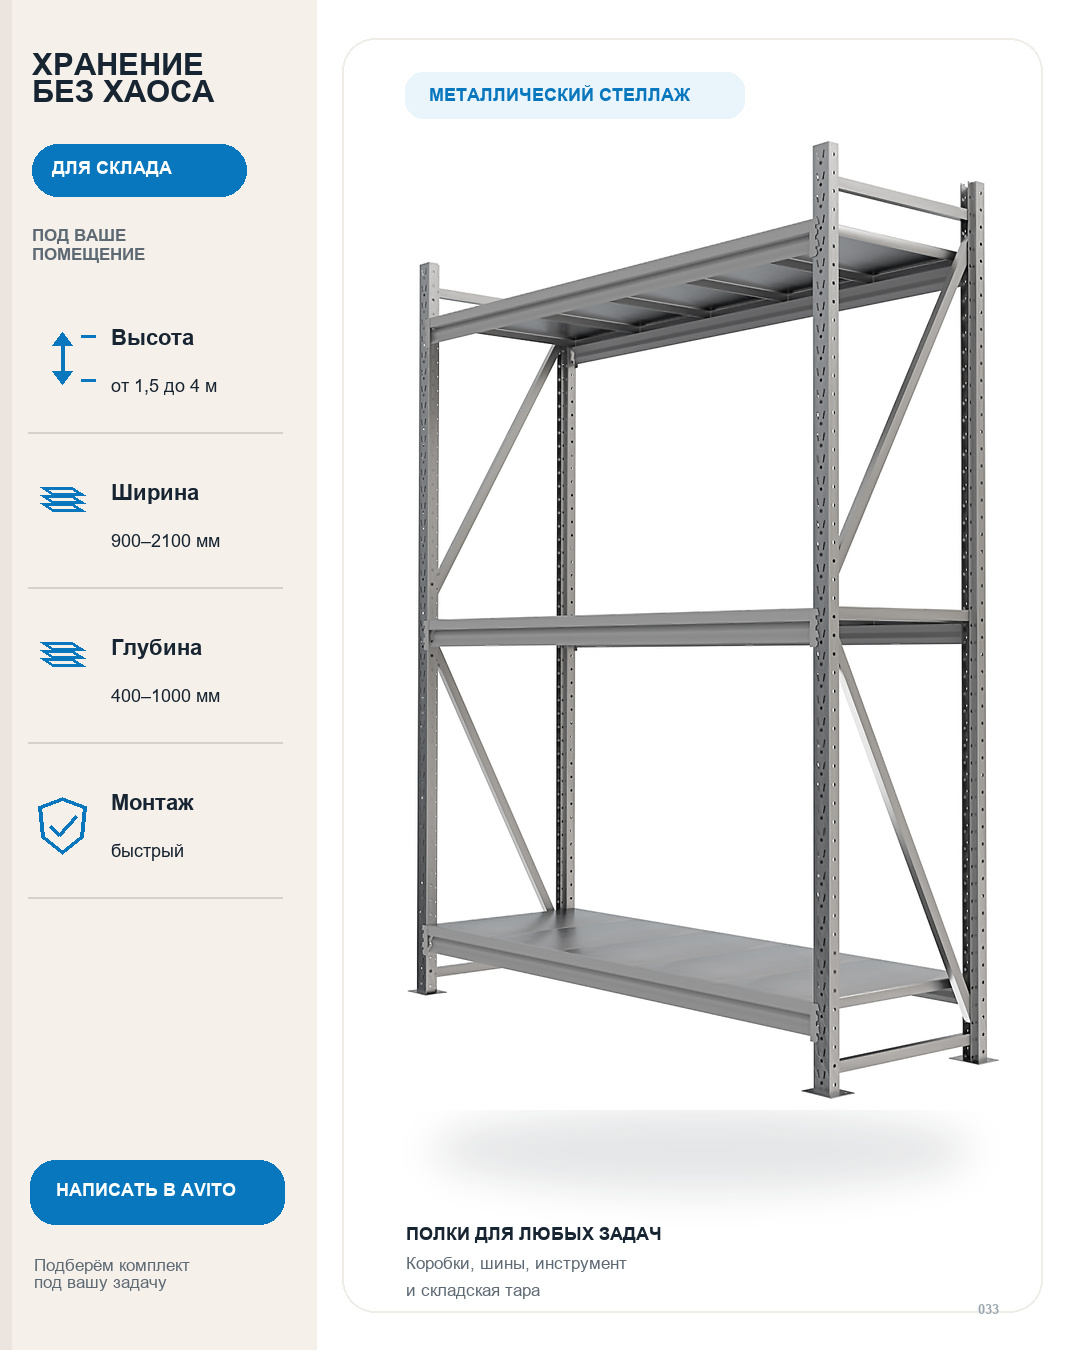 ХРАНЕНИЕ
БЕЗ ХАОСА
ДЛЯ СКЛАДА
ПОД ВАШЕ
ПОМЕЩЕНИЕ
Высота
от 1,5 до 4 м
Ширина
900–2100 мм
Глубина
400–1000 мм
Монтаж
быстрый
НАПИСАТЬ В AVITO
Подберём комплект
под вашу задачу
МЕТАЛЛИЧЕСКИЙ СТЕЛЛАЖ
ПОЛКИ ДЛЯ ЛЮБЫХ ЗАДАЧ
Коробки, шины, инструмент
и складская тара
033